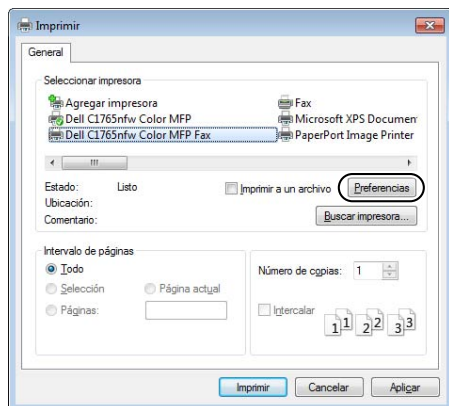 Imprimir
General
Seleccionar impresora
Agregar impresora
Dell C1765nfw Color MFP
Dell C1765nfw Color MFP Fax
Fax
Microsoft XPS Documen
PaperPort Image Printer
Estado: Listo
Imprimir a un archivo
Preferencias
Ubicación:
Comentario:
Buscar impresora...
Intervalo de páginas
Todo
Selección
Página actual
Páginas:
Número de copias: 1
Intercalar
1 1 2 2 3 3
Imprimir
Cancelar
Aplicar